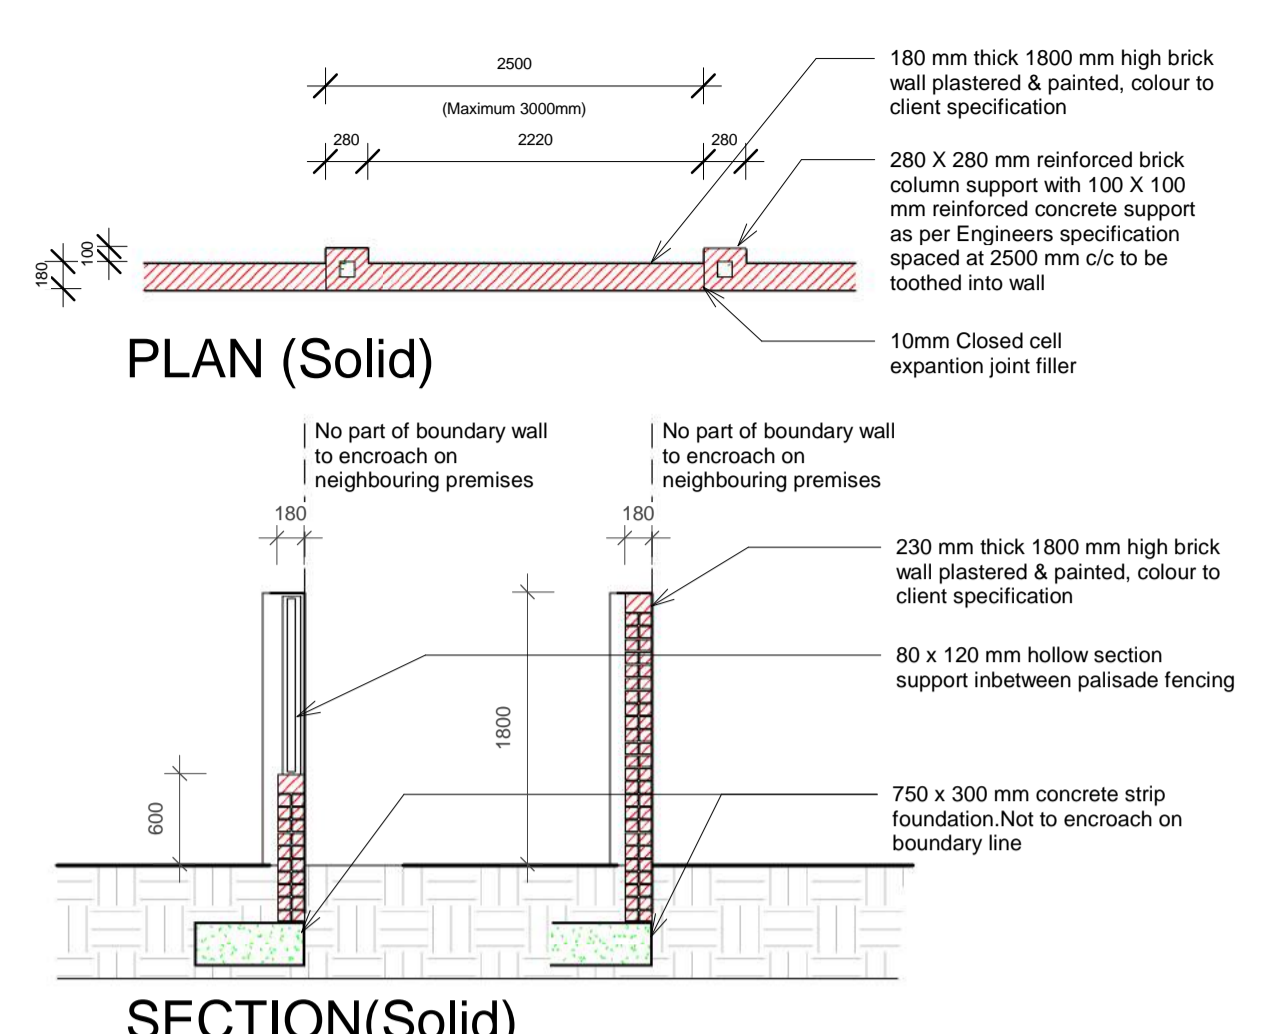 2500
(Maximum 3000mm)
280
2220
280
180 mm thick 1800 mm high brick
wall plastered & painted, colour to
client specification
280 X 280 mm reinforced brick
column support with 100 X 100
mm reinforced concrete support
as per Engineers specification
spaced at 2500 mm c/c to be
toothed into wall
100
180
10mm Closed cell
expantion joint filler
PLAN (Solid)
No part of boundary wall
to encroach on
neighbouring premises
No part of boundary wall
to encroach on
neighbouring premises
180
180
230 mm thick 1800 mm high brick
wall plastered & painted, colour to
client specification
80 x 120 mm hollow section
support inbetween palisade fencing
1800
600
750 x 300 mm concrete strip
foundation.Not to encroach on
boundary line
SECTION(Solid)